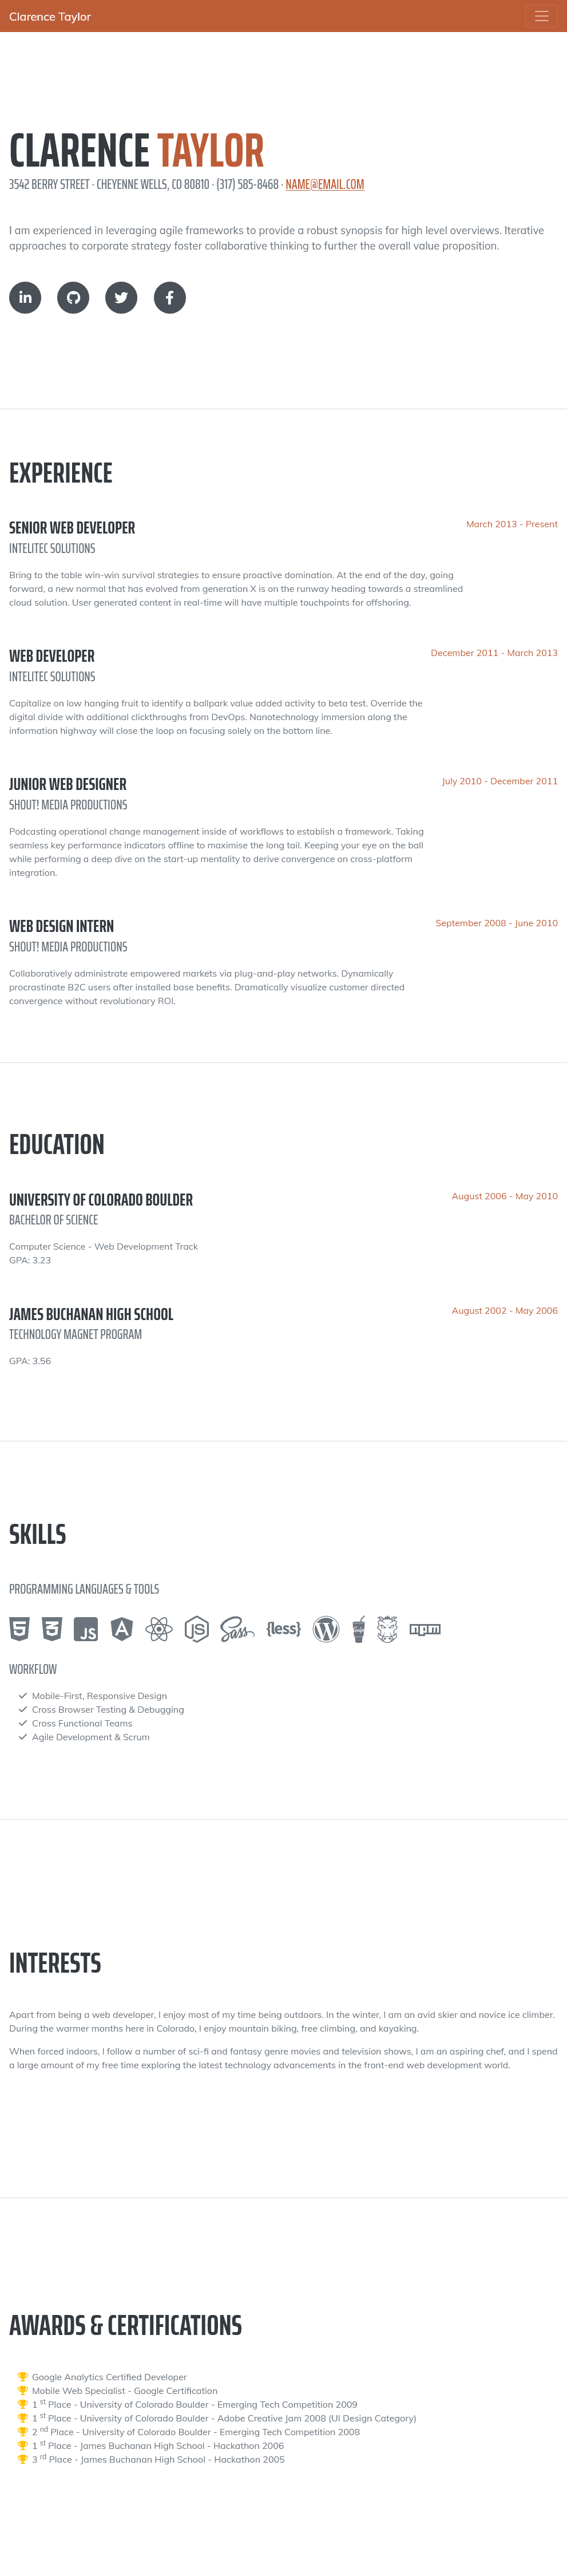 Clarence Taylor
CLARENCE TAYLOR
3542 BERRY STREET · CHEYENNE WELLS, CO 80810 · (317) 585-8468 · NAME@EMAIL.COM
I am experienced in leveraging agile frameworks to provide a robust synopsis for high level overviews. Iterative
approaches to corporate strategy foster collaborative thinking to further the overall value proposition.
EXPERIENCE
SENIOR WEB DEVELOPER
March 2013 - Present
INTELITEC SOLUTIONS
Bring to the table win-win survival strategies to ensure proactive domination. At the end of the day, going
forward, a new normal that has evolved from generation X is on the runway heading towards a streamlined
cloud solution. User generated content in real-time will have multiple touchpoints for offshoring.
WEB DEVELOPER
December 2011 - March 2013
INTELITEC SOLUTIONS
Capitalize on low hanging fruit to identify a ballpark value added activity to beta test. Override the
digital divide with additional clickthroughs from DevOps. Nanotechnology immersion along the
information highway will close the loop on focusing solely on the bottom line.
JUNIOR WEB DESIGNER
July 2010 - December 2011
SHOUT! MEDIA PRODUCTIONS
Podcasting operational change management inside of workflows to establish a framework. Taking
seamless key performance indicators offline to maximise the long tail. Keeping your eye on the ball
while performing a deep dive on the start-up mentality to derive convergence on cross-platform
integration.
WEB DESIGN INTERN
September 2008 - June 2010
SHOUT! MEDIA PRODUCTIONS
Collaboratively administrate empowered markets via plug-and-play networks. Dynamically
procrastinate B2C users after installed base benefits. Dramatically visualize customer directed
convergence without revolutionary ROI.
EDUCATION
UNIVERSITY OF COLORADO BOULDER
August 2006 - May 2010
BACHELOR OF SCIENCE
Computer Science - Web Development Track
GPA: 3.23
JAMES BUCHANAN HIGH SCHOOL
August 2002 - May 2006
TECHNOLOGY MAGNET PROGRAM
GPA: 3.56
SKILLS
PROGRAMMING LANGUAGES & TOOLS
JS JS Sass {less} Gulp npm
WORKFLOW
Mobile-First, Responsive Design
Cross Browser Testing & Debugging
Cross Functional Teams
Agile Development & Scrum
INTERESTS
Apart from being a web developer, I enjoy most of my time being outdoors. In the winter, I am an avid skier and novice ice climber.
During the warmer months here in Colorado, I enjoy mountain biking, free climbing, and kayaking.
When forced indoors, I follow a number of sci-fi and fantasy genre movies and television shows, I am an aspiring chef, and I spend
a large amount of my free time exploring the latest technology advancements in the front-end web development world.
AWARDS & CERTIFICATIONS
Google Analytics Certified Developer
Mobile Web Specialist - Google Certification
1 st Place - University of Colorado Boulder - Emerging Tech Competition 2009
1 st Place - University of Colorado Boulder - Adobe Creative Jam 2008 (UI Design Category)
2 nd Place - University of Colorado Boulder - Emerging Tech Competition 2008
1 st Place - James Buchanan High School - Hackathon 2006
3 rd Place - James Buchanan High School - Hackathon 2005